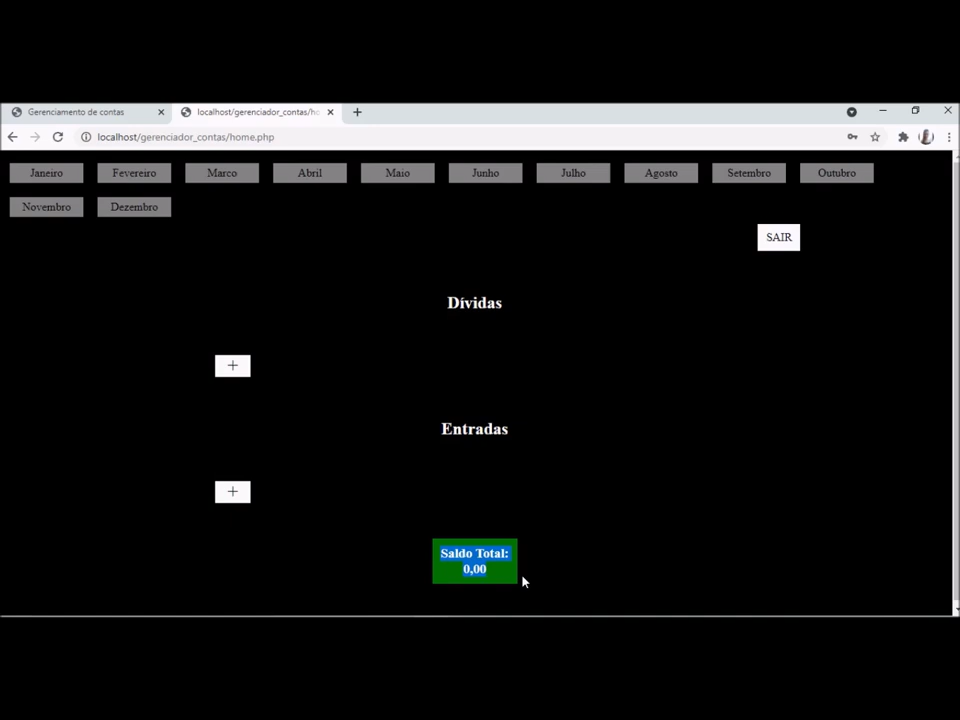 Gerenciamento de contas
localhost/gerenciador_contas/ho
localhost/gerenciador_contas/home.php
Janeiro Fevereiro Marco Abril Maio Junho Julho Agosto Setembro Outubro
Novembro Dezembro
SAIR
Dívidas
+
Entradas
+
Saldo Total:
0,00